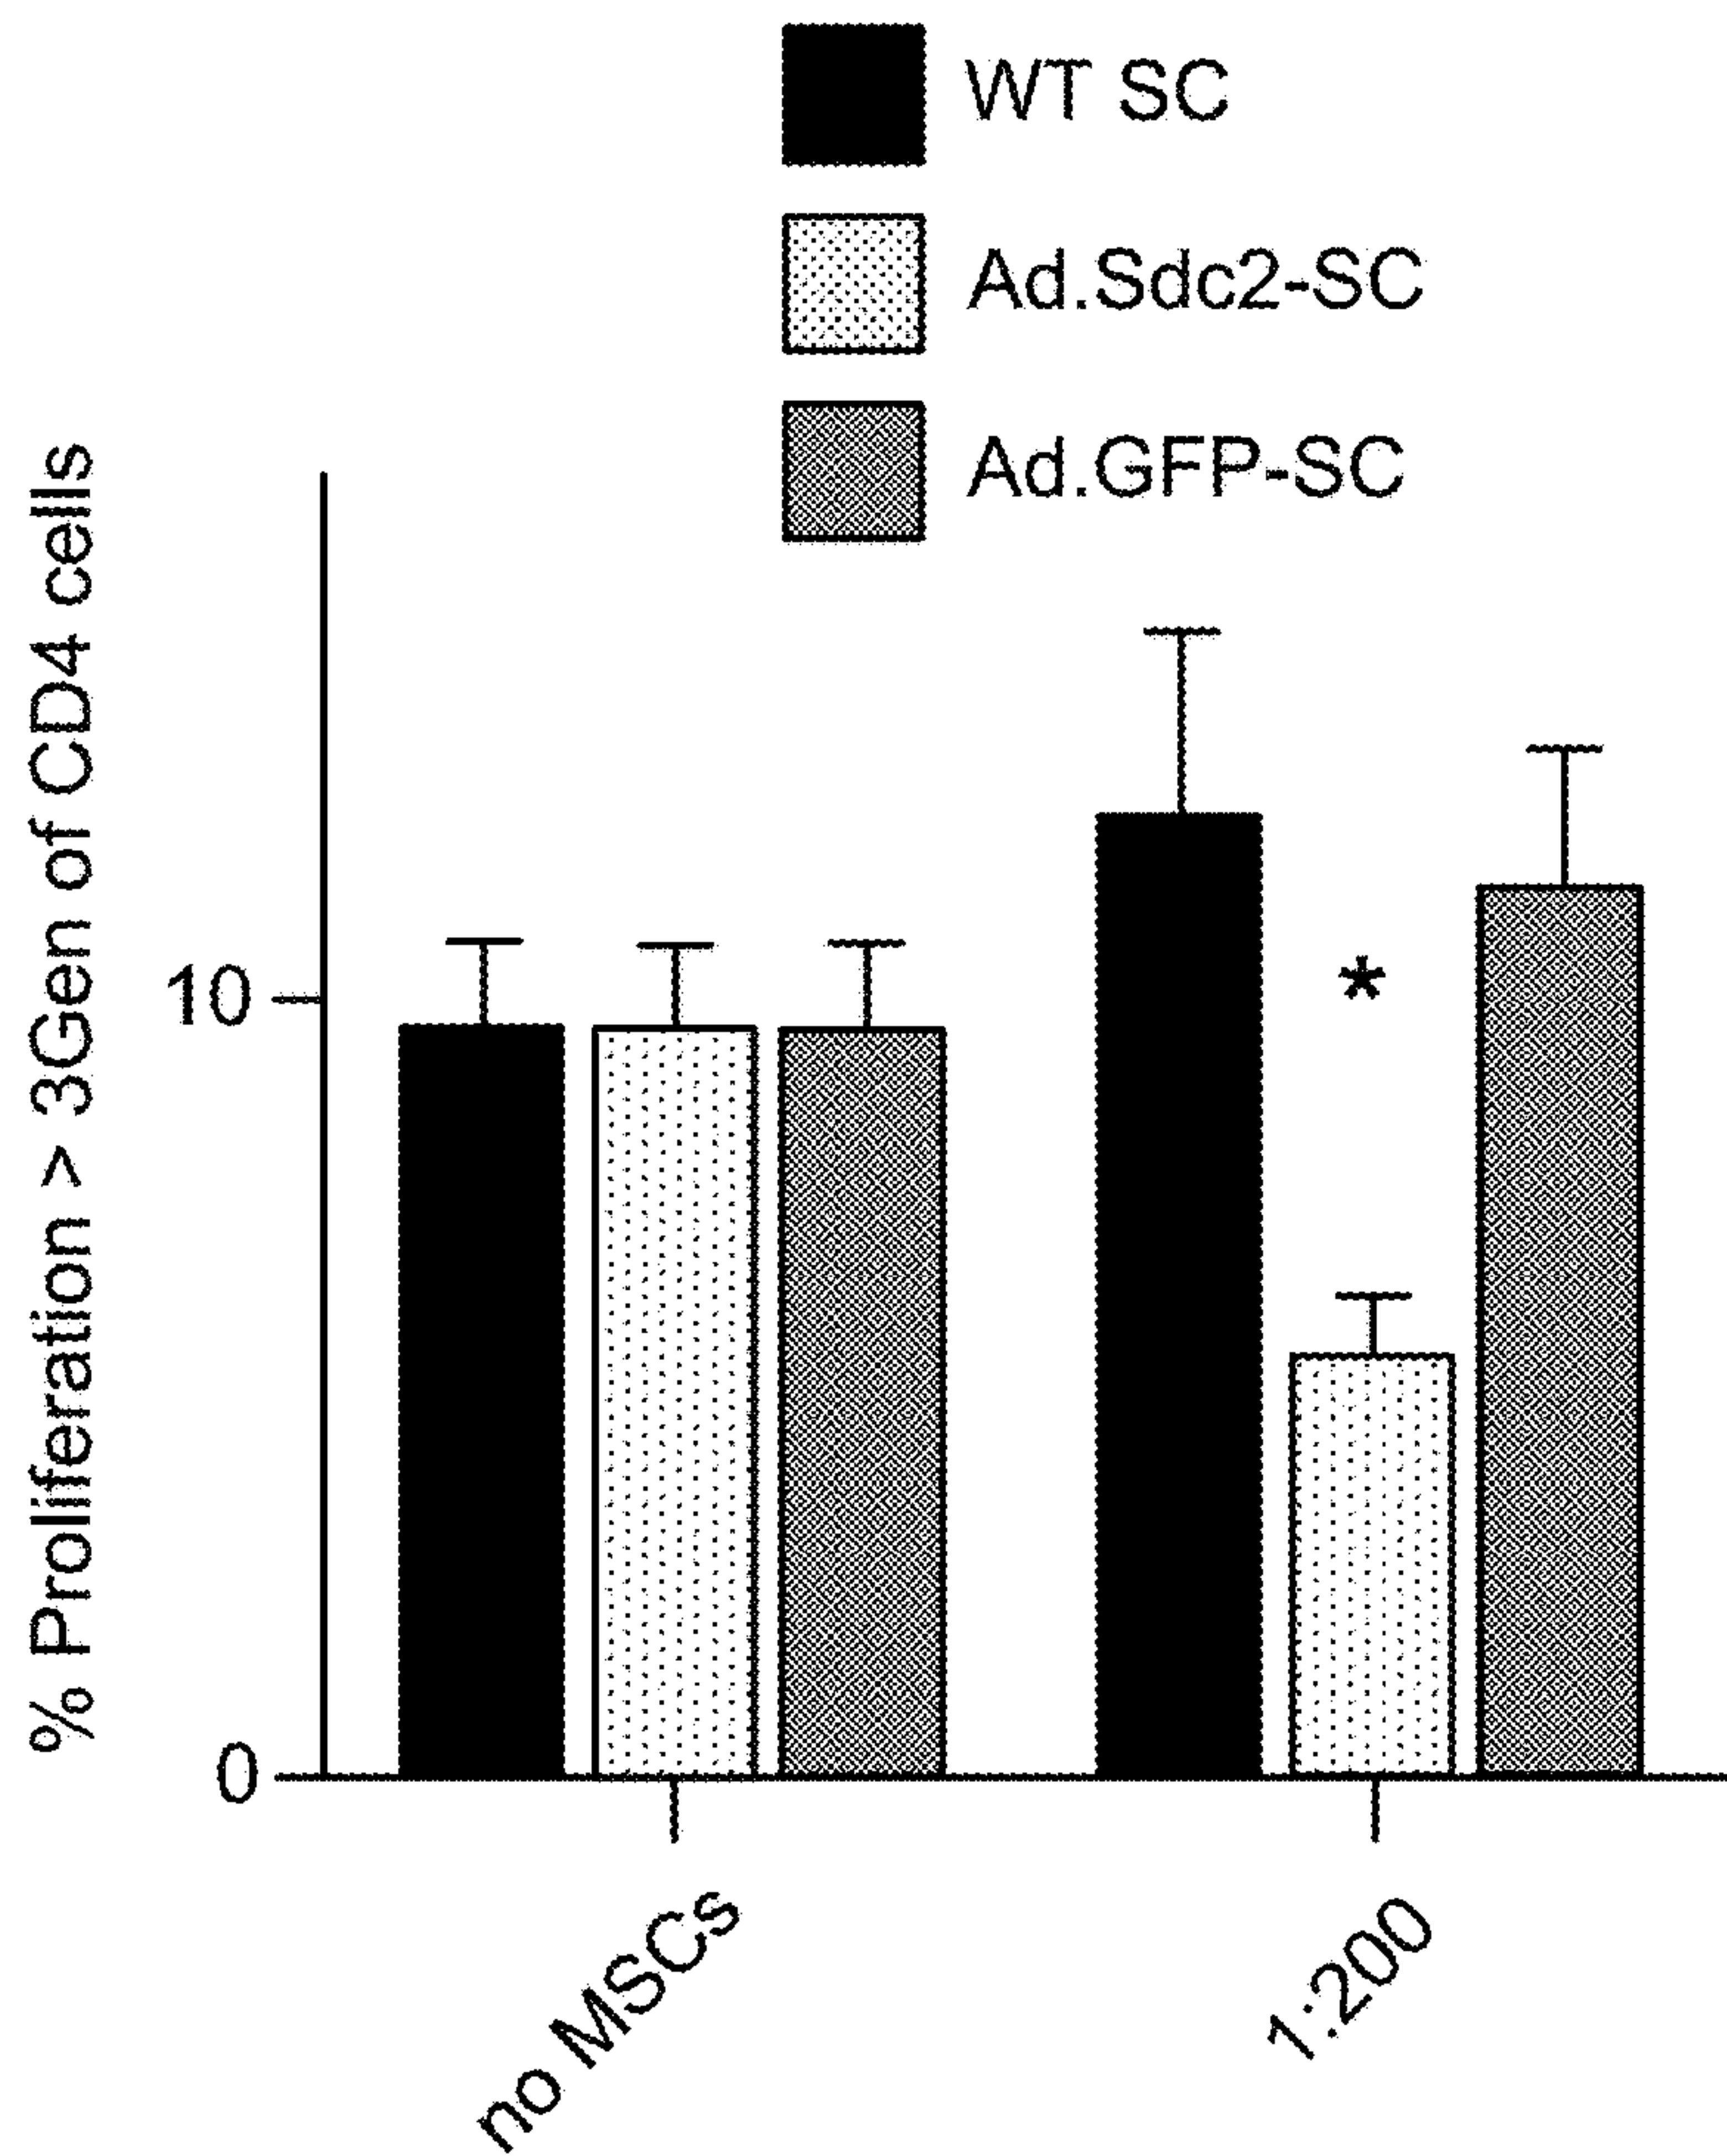 WT SC
Ad.Sdc2-SC
Ad.GFP-SC
% Proliferation > 3Gen of CD4 cells
10
0
*
no MSCs
1:200